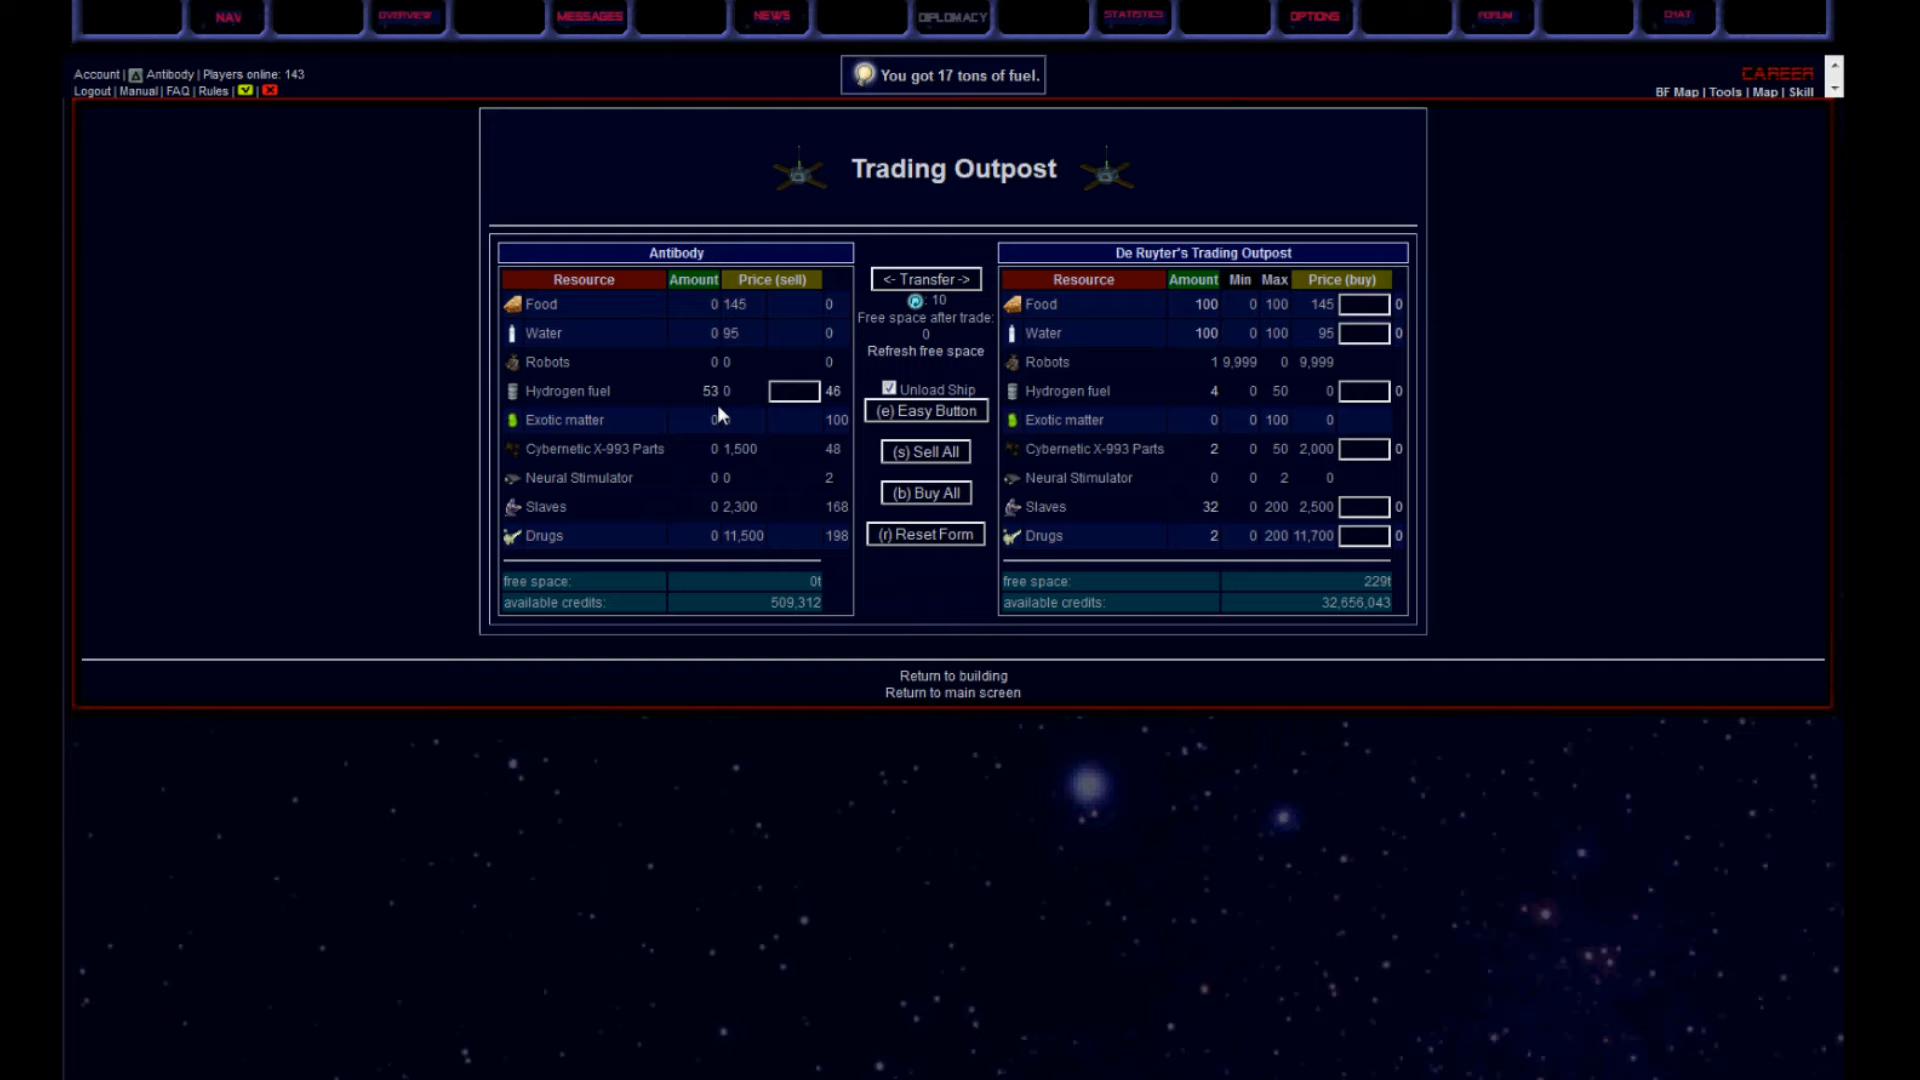 NAV OVERVIEW MESSAGES NEWS DIPLOMACY STATISTICS OPTIONS FORUM CHAT
Account | Antibody | Players online: 143
Logout | Manual | FAQ | Rules | |
You got 17 tons of fuel.
CAREER
BF Map | Tools | Map | Skill
Trading Outpost
Antibody
Resource Amount Price (sell)
Food 0 145 0
Water 0 95 0
Robots 0 0 0
Hydrogen fuel 53 0 46
Exotic matter 0 0 100
Cybernetic X-993 Parts 0 1,500 48
Neural Stimulator 0 0 2
Slaves 0 2,300 168
Drugs 0 11,500 198
free space: 0t
available credits: 509,312
<- Transfer ->
: 10
Free space after trade:
0
Refresh free space
Unload Ship
(e) Easy Button
(s) Sell All
(b) Buy All
(r) Reset Form
De Ruyter's Trading Outpost
Resource Amount Min Max Price (buy)
Food 100 0 100 145 0
Water 100 0 100 95 0
Robots 1 9,999 0 9,999
Hydrogen fuel 4 0 50 0 0
Exotic matter 0 0 100 0
Cybernetic X-993 Parts 2 0 50 2,000 0
Neural Stimulator 0 0 2 0
Slaves 32 0 200 2,500 0
Drugs 2 0 200 11,700 0
free space: 229t
available credits: 32,656,043
Return to building
Return to main screen